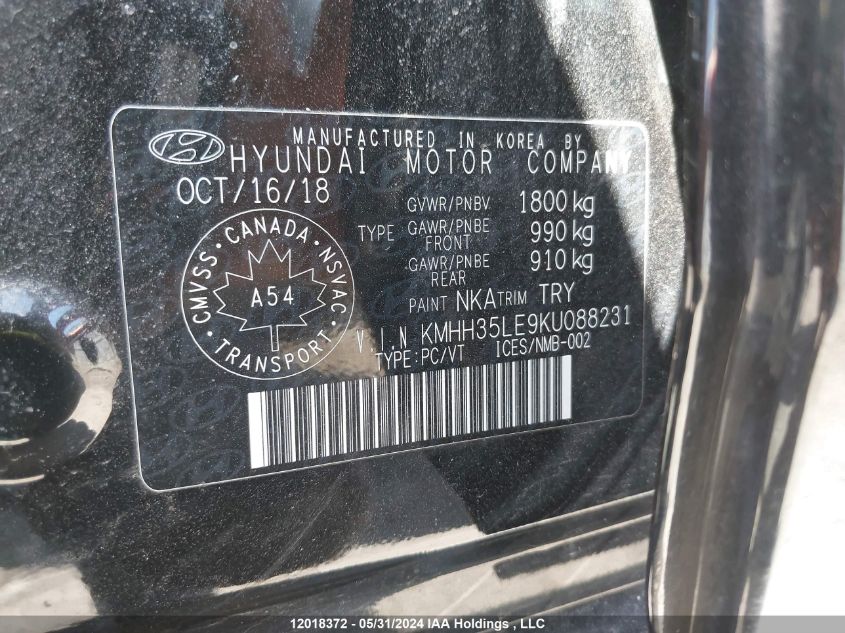 MANUFACTURED IN KOREA BY
HYUNDAI MOTOR COMPANY
OCT/16/18
GVWR/PNBV 1800 kg
TYPE GAWR/PNBE FRONT 990 kg
GAWR/PNBE REAR 910 kg
PAINT NKA TRIM TRY
V.I.N KMHH35LE9KU088231
TYPE:PC/VT ICES/NMB-002
CMVSS · CANADA · NSVAC
A54
TRANSPORT
12018372 - 05/31/2024 IAA Holdings , LLC